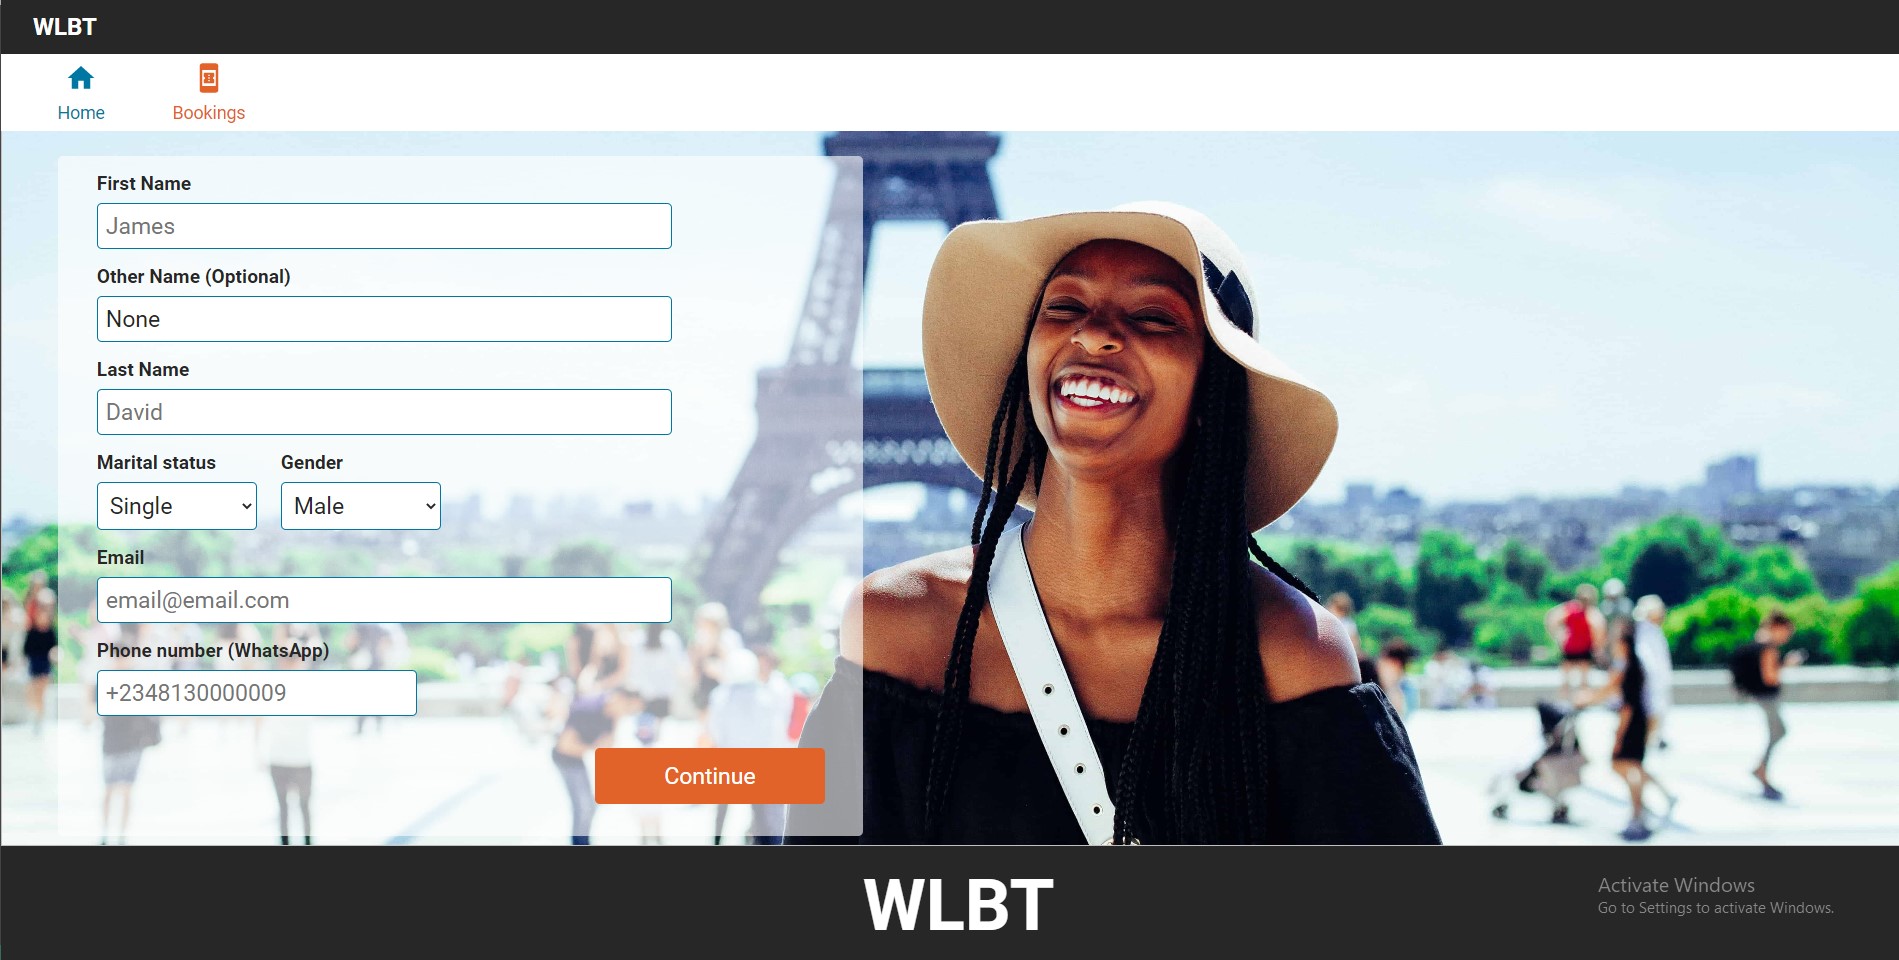 WLBT
Home
Bookings
First Name
James
Other Name (Optional)
None
Last Name
David
Marital status
Gender
Single
Male
Email
email@email.com
Phone number (WhatsApp)
+2348130000009
Continue
WLBT
Activate Windows
Go to Settings to activate Windows.